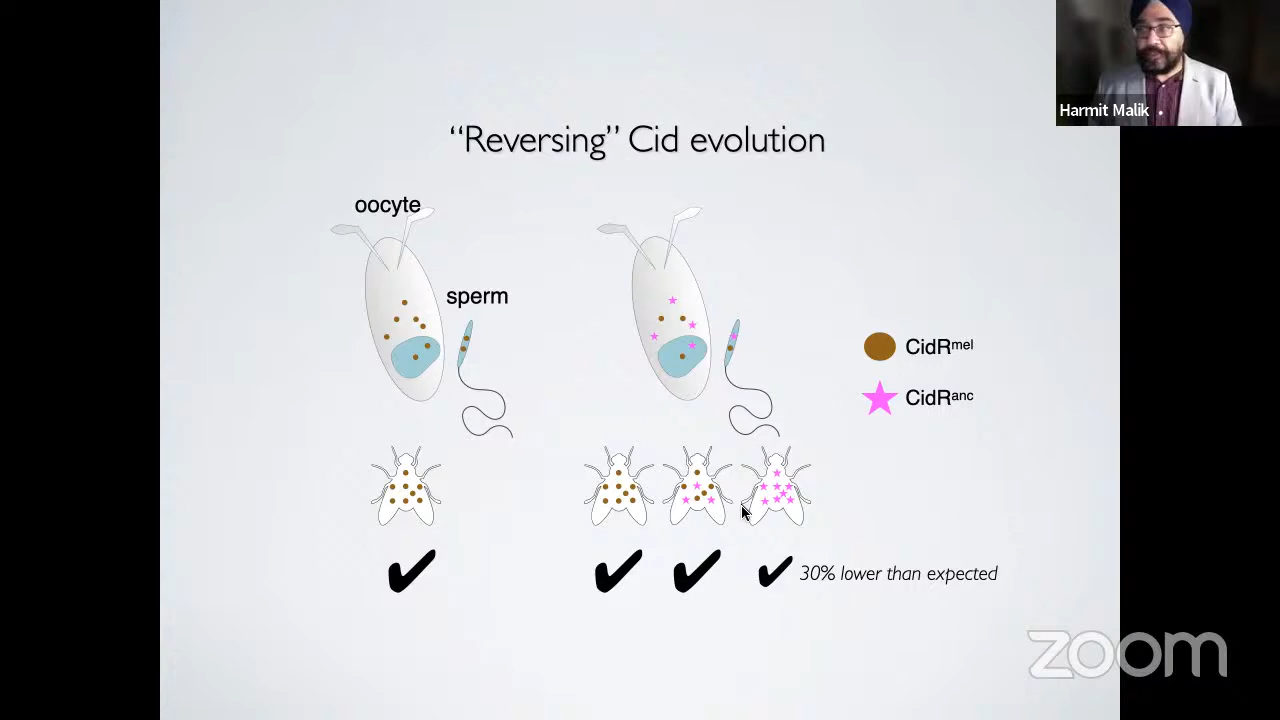 Harmit Malik
“Reversing” Cid evolution
oocyte
sperm
CidRmel
CidRanc
30% lower than expected
zoom